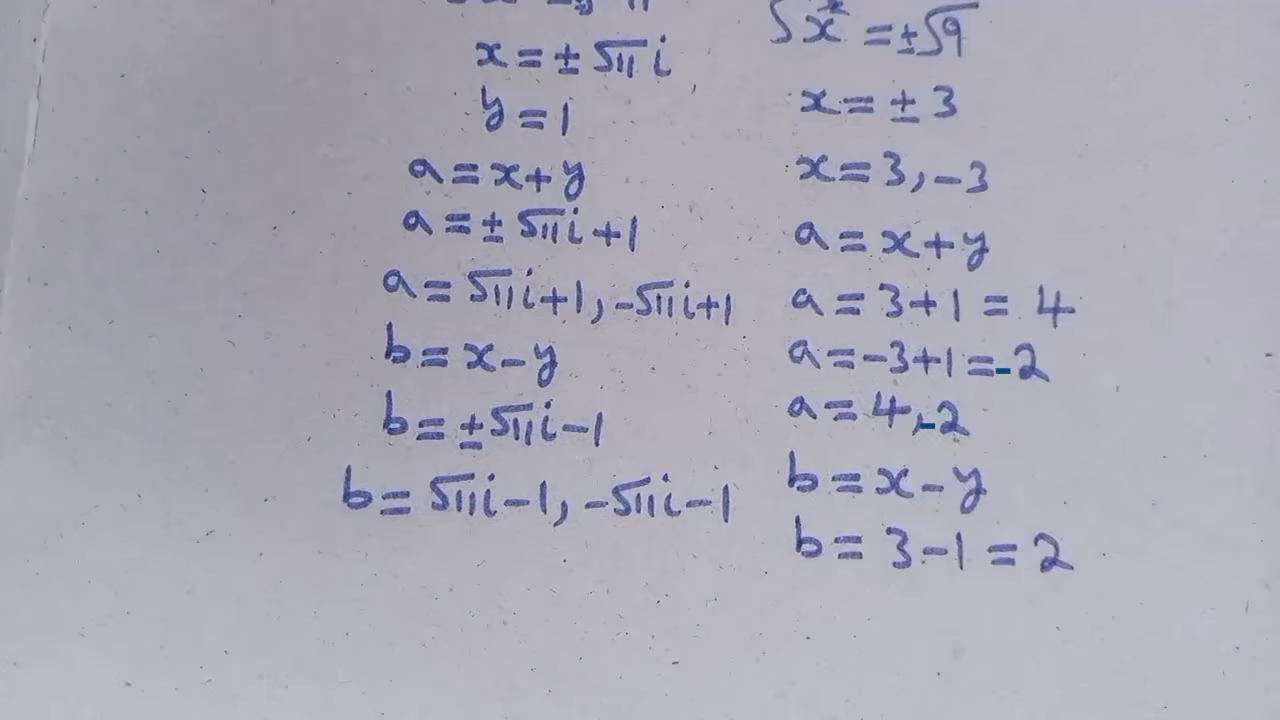 x = ± √11 i
y = 1
a = x + y
a = ± √11 i + 1
a = √11 i + 1, -√11 i + 1
b = x - y
b = ± √11 i - 1
b = √11 i - 1, -√11 i - 1
√x² = ± √9
x = ± 3
x = 3, -3
a = x + y
a = 3 + 1 = 4
a = -3 + 1 = -2
a = 4, -2
b = x - y
b = 3 - 1 = 2